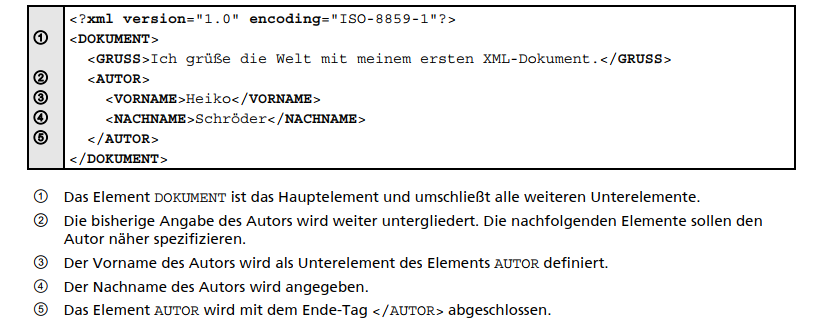 <?xml version="1.0" encoding="ISO-8859-1"?>
① <DOKUMENT>
<GRUSS>Ich grüße die Welt mit meinem ersten XML-Dokument.</GRUSS>
② <AUTOR>
③ <VORNAME>Heiko</VORNAME>
④ <NACHNAME>Schröder</NACHNAME>
⑤ </AUTOR>
</DOKUMENT>
① Das Element DOKUMENT ist das Hauptelement und umschließt alle weiteren Unterelemente.
② Die bisherige Angabe des Autors wird weiter untergliedert. Die nachfolgenden Elemente sollen den
Autor näher spezifizieren.
③ Der Vorname des Autors wird als Unterelement des Elements AUTOR definiert.
④ Der Nachname des Autors wird angegeben.
⑤ Das Element AUTOR wird mit dem Ende-Tag </AUTOR> abgeschlossen.